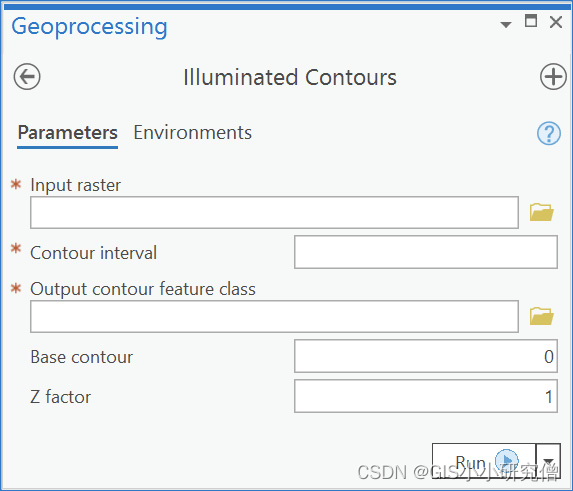 Geoprocessing
Illuminated Contours
Parameters Environments
* Input raster
* Contour interval
* Output contour feature class
Base contour 0
Z factor 1
Run
CSDN @GIS小小研究僧